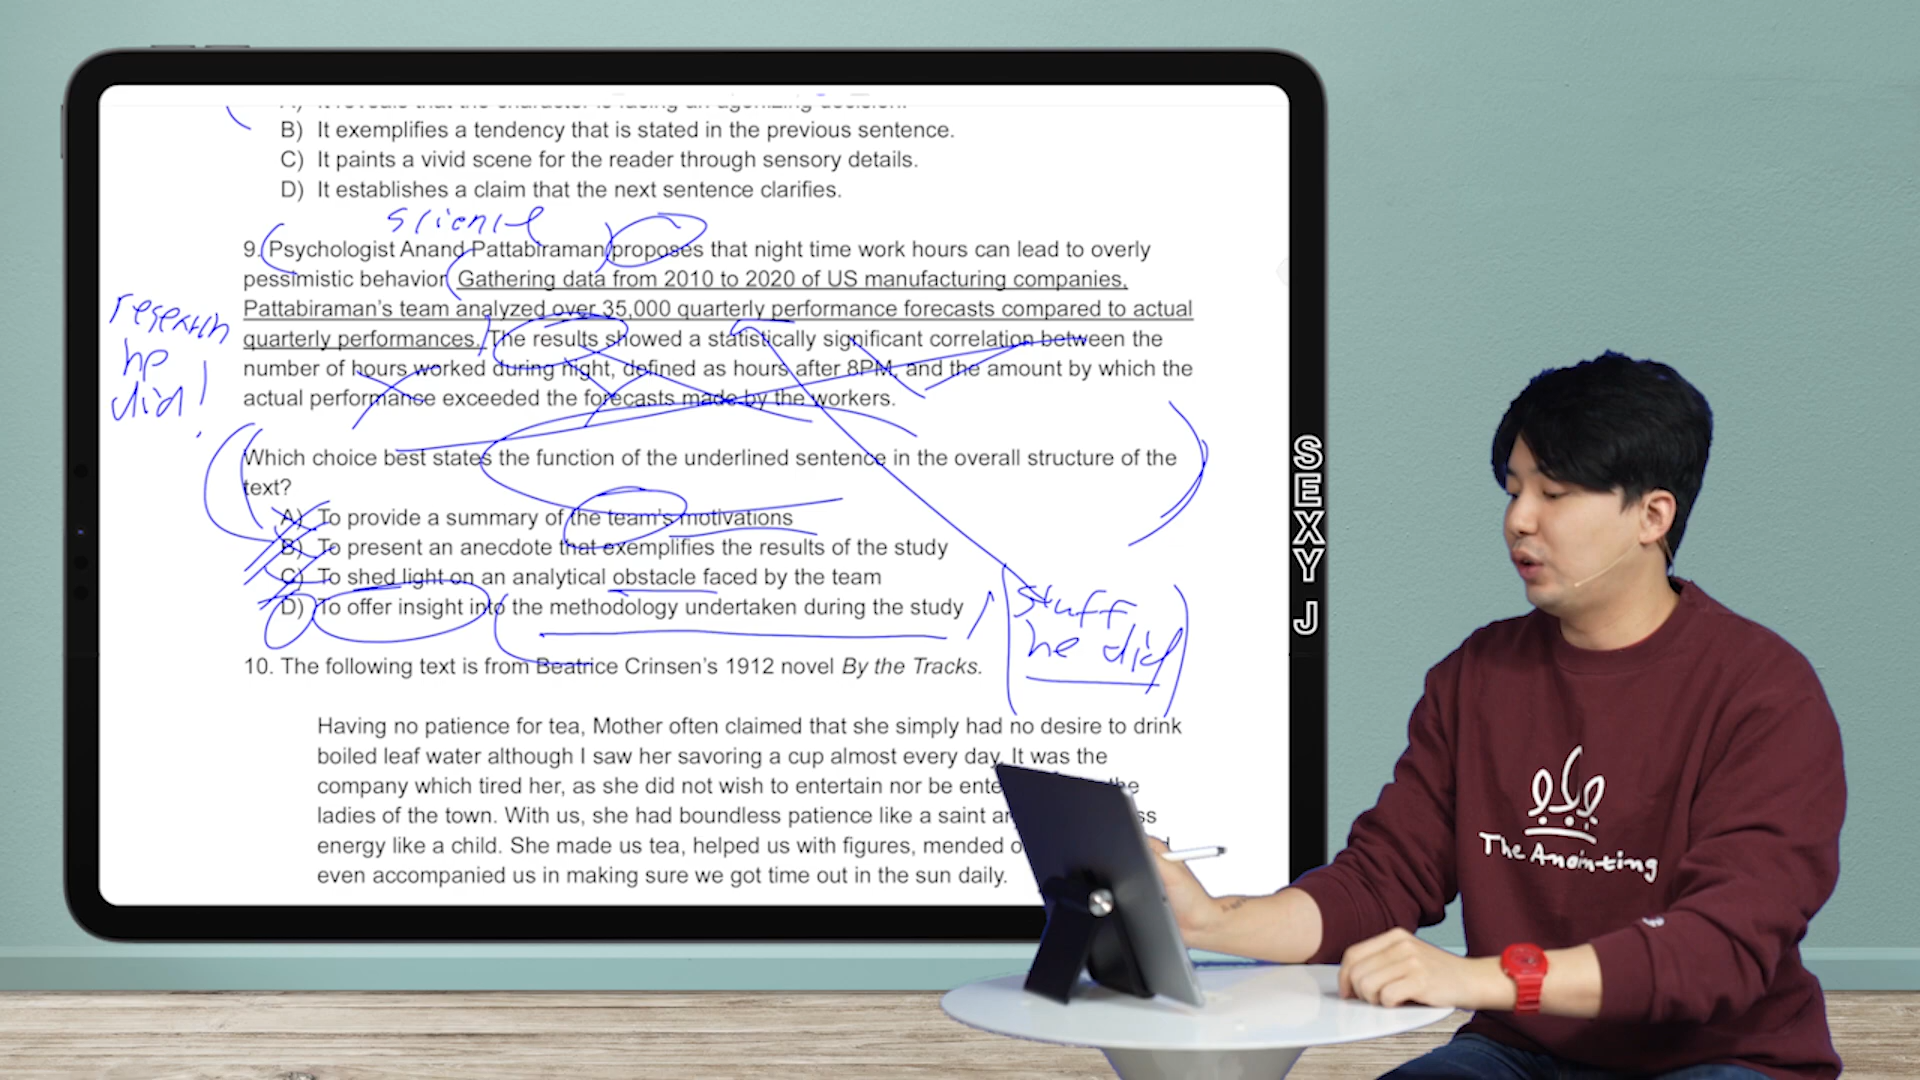 B) It exemplifies a tendency that is stated in the previous sentence.
C) It paints a vivid scene for the reader through sensory details.
D) It establishes a claim that the next sentence clarifies.
science
9. Psychologist Anand Pattabiraman proposes that night time work hours can lead to overly
pessimistic behavior. Gathering data from 2010 to 2020 of US manufacturing companies,
Pattabiraman's team analyzed over 35,000 quarterly performance forecasts compared to actual
quarterly performances. The results showed a statistically significant correlation between the
number of hours worked during night, defined as hours after 8PM, and the amount by which the
actual performance exceeded the forecasts made by the workers.
research
he
did!
Which choice best states the function of the underlined sentence in the overall structure of the
text?
A) To provide a summary of the team's motivations
B) To present an anecdote that exemplifies the results of the study
C) To shed light on an analytical obstacle faced by the team
D) To offer insight into the methodology undertaken during the study
stuff
he did
10. The following text is from Beatrice Crinsen's 1912 novel By the Tracks.
Having no patience for tea, Mother often claimed that she simply had no desire to drink
boiled leaf water although I saw her savoring a cup almost every day. It was the
company which tired her, as she did not wish to entertain nor be
ladies of the town. With us, she had boundless patience like a saint
energy like a child. She made us tea, helped us with figures, mended
even accompanied us in making sure we got time out in the sun daily.
SEXY J
The Anointing